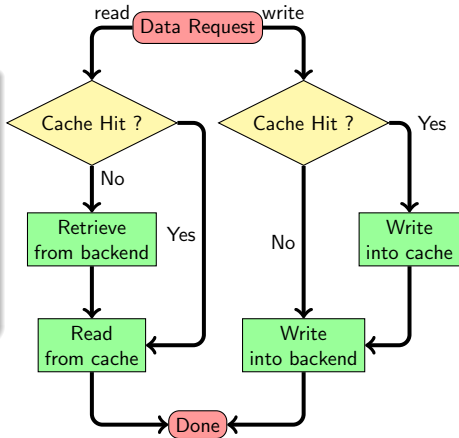 read
Data Request
write
Cache Hit ?
Cache Hit ?
Yes
No
Retrieve
from backend
Yes
No
Write
into cache
Read
from cache
Write
into backend
Done